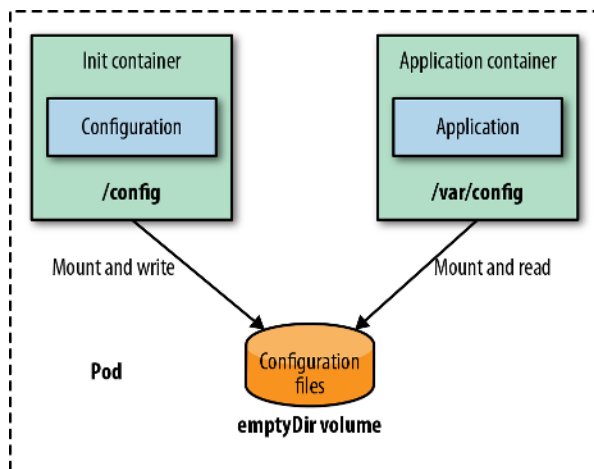 Init container
Configuration
/config
Application container
Application
/var/config
Mount and write
Mount and read
Pod
Configuration
files
emptyDir volume